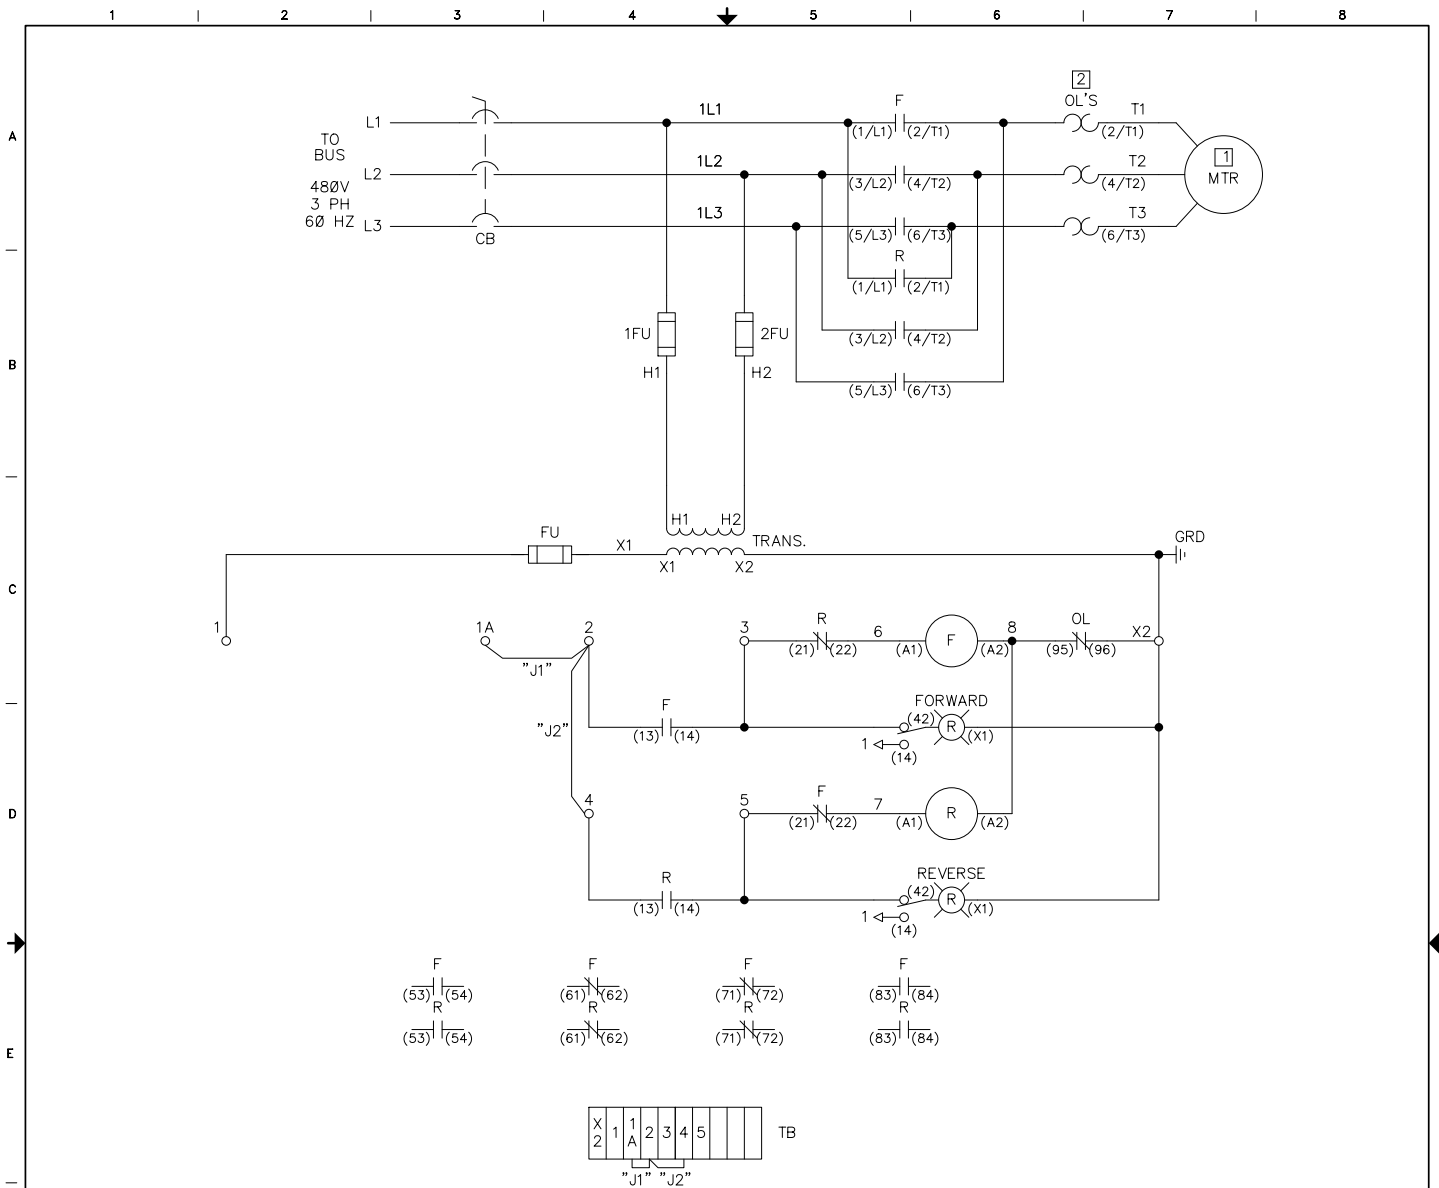 1 2 3 4 5 6 7 8
A
B
C
D
E
TO
BUS
480V
3 PH
60 HZ
L1
L2
L3
CB
1L1
1L2
1L3
F
(1/L1) (2/T1)
(3/L2) (4/T2)
(5/L3) (6/T3)
R
(1/L1) (2/T1)
(3/L2) (4/T2)
(5/L3) (6/T3)
2
OL'S
T1
(2/T1)
T2
(4/T2)
T3
(6/T3)
1
MTR
1FU
2FU
H1
H2
H1 H2
TRANS.
FU
X1
X1 X2
GRD
1
1A
2
"J1"
"J2"
3
R
(21) (22)
6
(A1)
F
(A2)
8
OL
(95) (96)
X2
F
(13) (14)
FORWARD
(42)
R
(X1)
1
(14)
4
5
F
(21) (22)
7
(A1)
R
(A2)
R
(13) (14)
REVERSE
(42)
R
(X1)
1
(14)
F F F F
(53) (54) (61) (62) (71) (72) (83) (84)
R R R R
(53) (54) (61) (62) (71) (72) (83) (84)
X 2
1
1 A
2
3
4
5
TB
"J1" "J2"